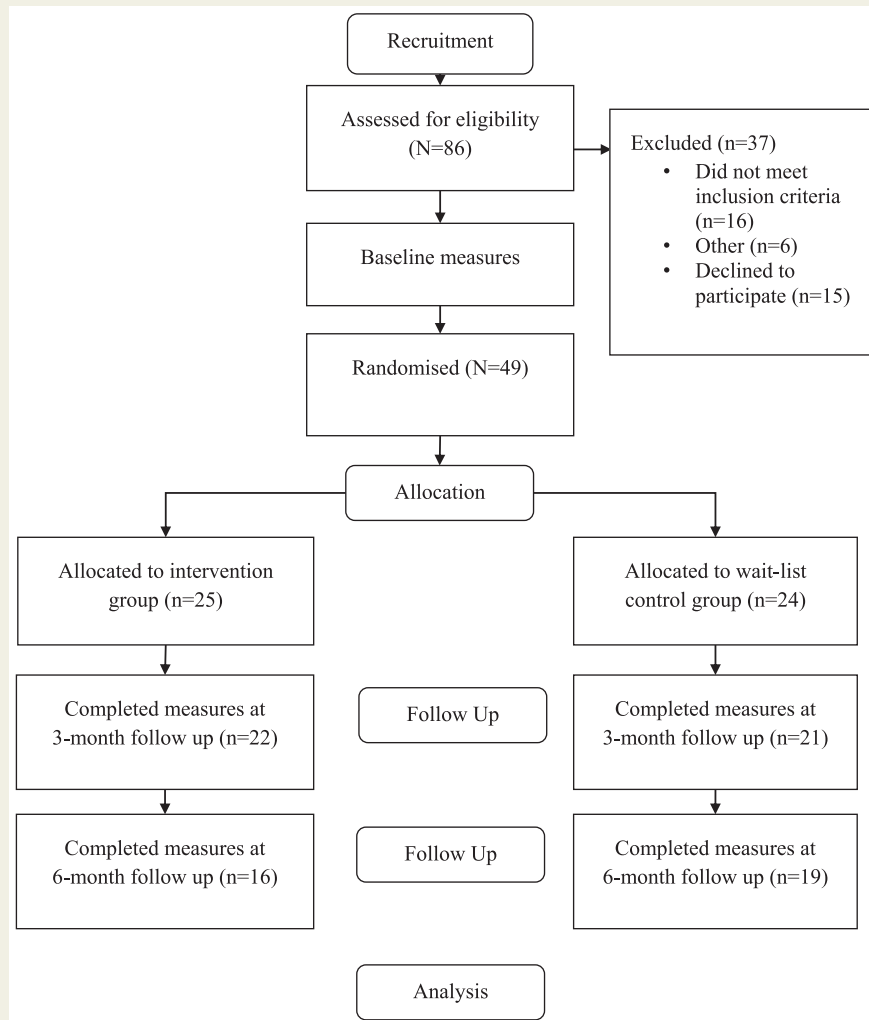 Recruitment
Assessed for eligibility
(N=86)
Excluded (n=37)
• Did not meet
inclusion criteria
(n=16)
• Other (n=6)
• Declined to
participate (n=15)
Baseline measures
Randomised (N=49)
Allocation
Allocated to intervention
group (n=25)
Allocated to wait-list
control group (n=24)
Completed measures at
3-month follow up (n=22)
Follow Up
Completed measures at
3-month follow up (n=21)
Completed measures at
6-month follow up (n=16)
Follow Up
Completed measures at
6-month follow up (n=19)
Analysis